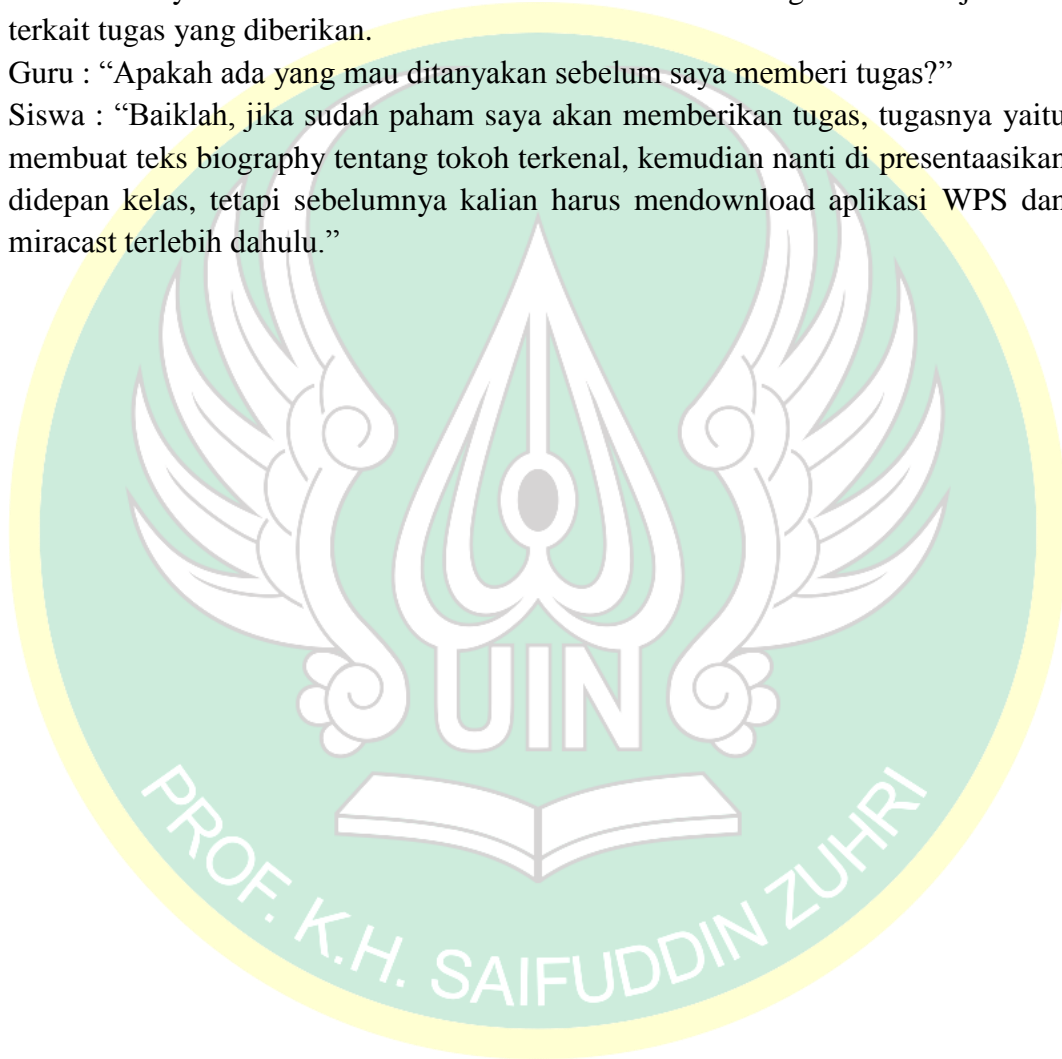 terkait tugas yang diberikan.
Guru : “Apakah ada yang mau ditanyakan sebelum saya memberi tugas?”
Siswa : “Baiklah, jika sudah paham saya akan memberikan tugas, tugasnya yaitu
membuat teks biography tentang tokoh terkenal, kemudian nanti di presentaasikan
didepan kelas, tetapi sebelumnya kalian harus mendownload aplikasi WPS dan
miracast terlebih dahulu.”
UIN
PROF. K.H. SAIFUDDIN ZUHRI